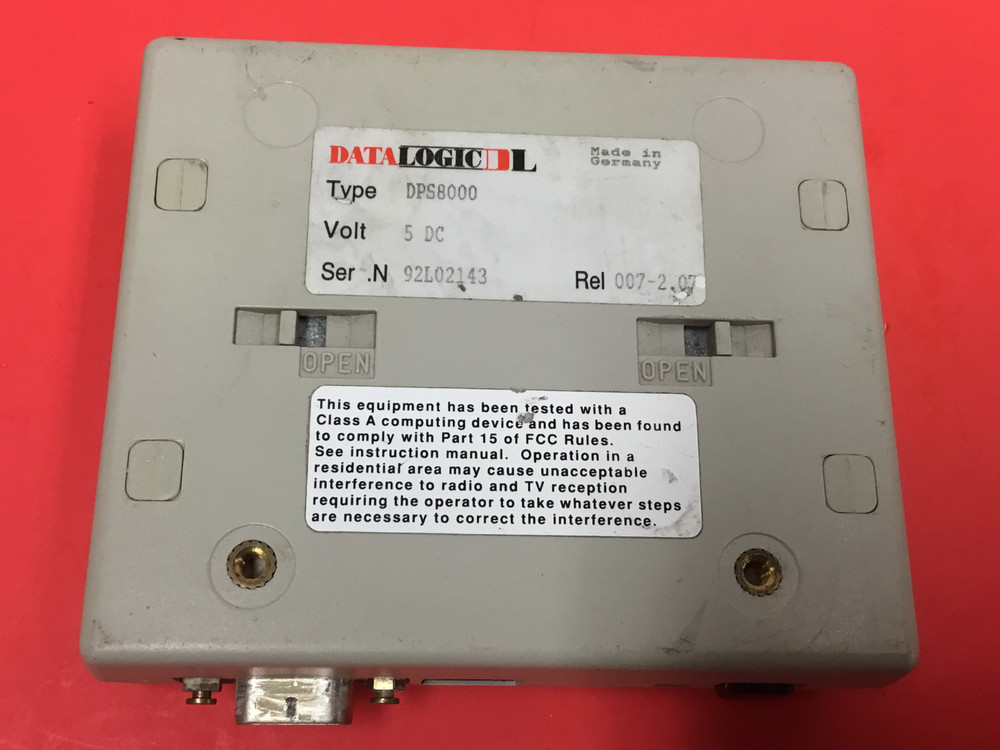 DATALOGIC DL
Made in
Germany
Type DPS8000
Volt 5 DC
Ser .N 92L02143 Rel 007-2.07
OPEN OPEN
This equipment has been tested with a
Class A computing device and has been found
to comply with Part 15 of FCC Rules.
See instruction manual. Operation in a
residential area may cause unacceptable
interference to radio and TV reception
requiring the operator to take whatever steps
are necessary to correct the interference.